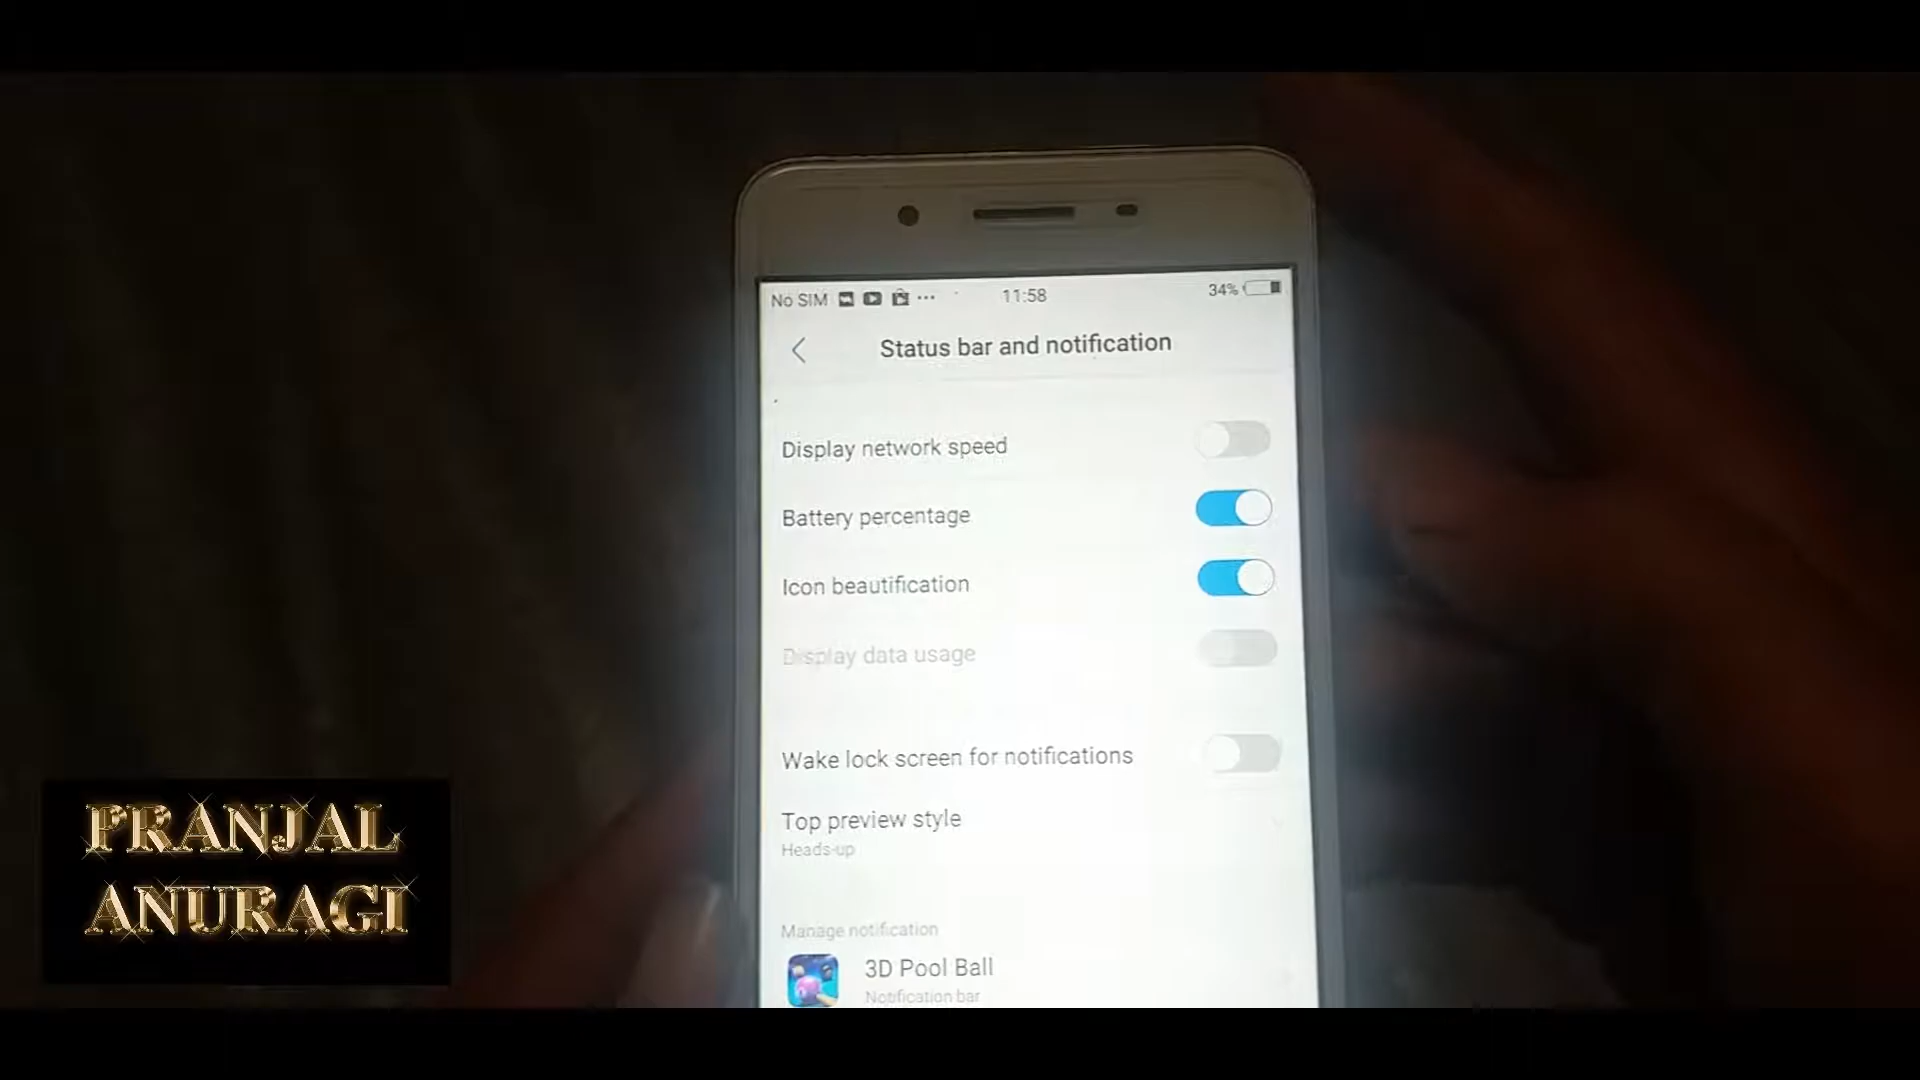 No SIM 11:58 34%
Status bar and notification
Display network speed
Battery percentage
Icon beautification
Display data usage
Wake lock screen for notifications
Top preview style
Heads-up
Manage notification
3D Pool Ball
Notification bar
PRANJAL
ANURAGI